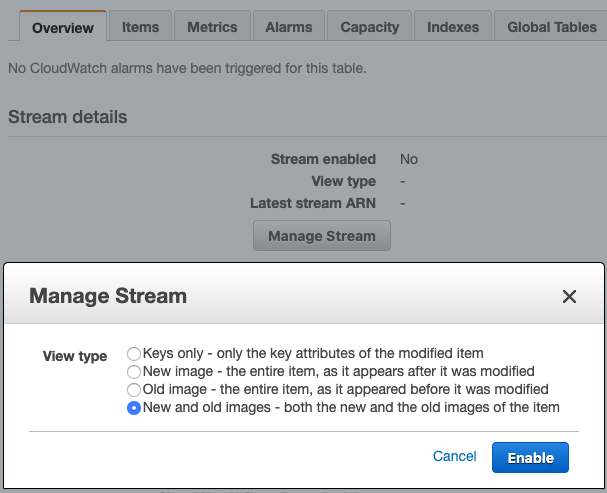 Overview Items Metrics Alarms Capacity Indexes Global Tables
No CloudWatch alarms have been triggered for this table.
Stream details
Stream enabled No
View type -
Latest stream ARN -
Manage Stream
Manage Stream
View type
Keys only - only the key attributes of the modified item
New image - the entire item, as it appears after it was modified
Old image - the entire item, as it appeared before it was modified
New and old images - both the new and the old images of the item
Cancel Enable